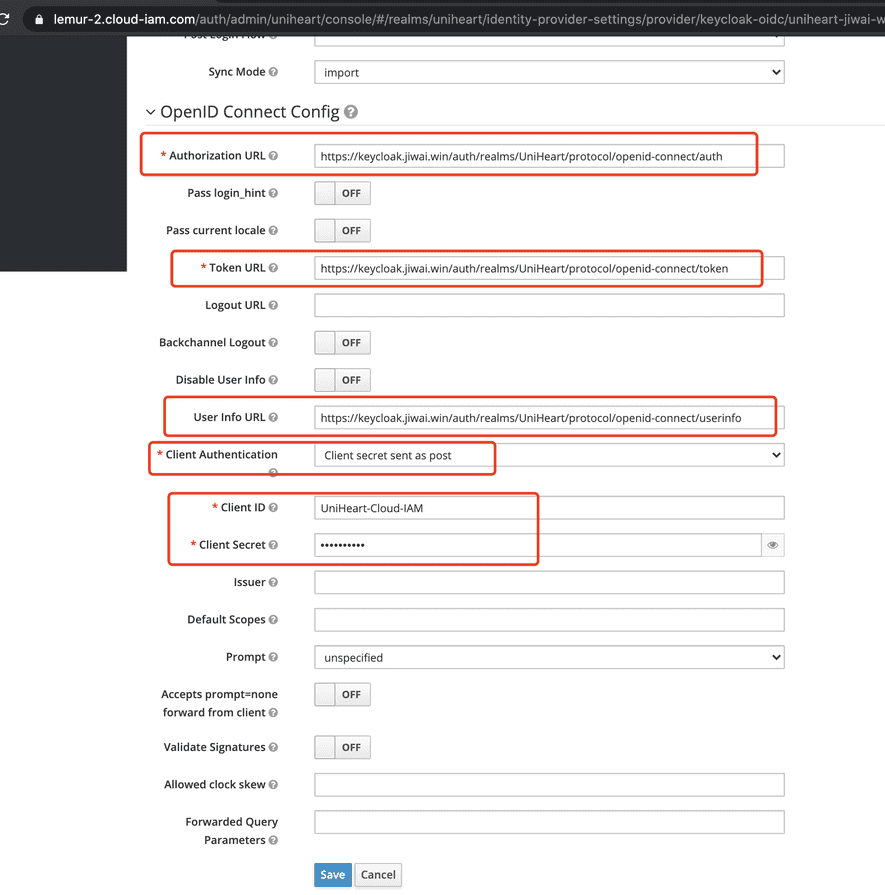 lemur-2.cloud-iam.com/auth/admin/uniheart/console/#/realms/uniheart/identity-provider-settings/provider/keycloak-oidc/uniheart-jiwai-w
Post Login Flow
Sync Mode import
OpenID Connect Config
* Authorization URL https://keycloak.jiwai.win/auth/realms/UniHeart/protocol/openid-connect/auth
Pass login_hint OFF
Pass current locale OFF
* Token URL https://keycloak.jiwai.win/auth/realms/UniHeart/protocol/openid-connect/token
Logout URL
Backchannel Logout OFF
Disable User Info OFF
User Info URL https://keycloak.jiwai.win/auth/realms/UniHeart/protocol/openid-connect/userinfo
* Client Authentication Client secret sent as post
* Client ID UniHeart-Cloud-IAM
* Client Secret ••••••••••
Issuer
Default Scopes
Prompt unspecified
Accepts prompt=none
forward from client OFF
Validate Signatures OFF
Allowed clock skew
Forwarded Query
Parameters
Save Cancel